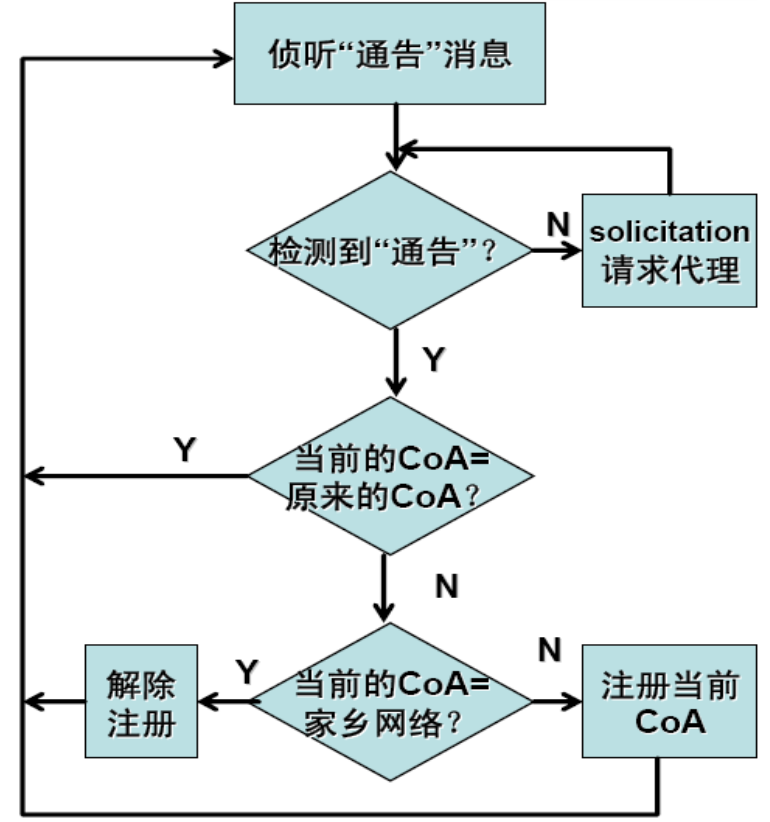 侦听“通告”消息
检测到“通告”？
N
solicitation
请求代理
Y
Y
当前的CoA=
原来的CoA？
N
解除
注册
Y
当前的CoA=
家乡网络？
N
注册当前
CoA